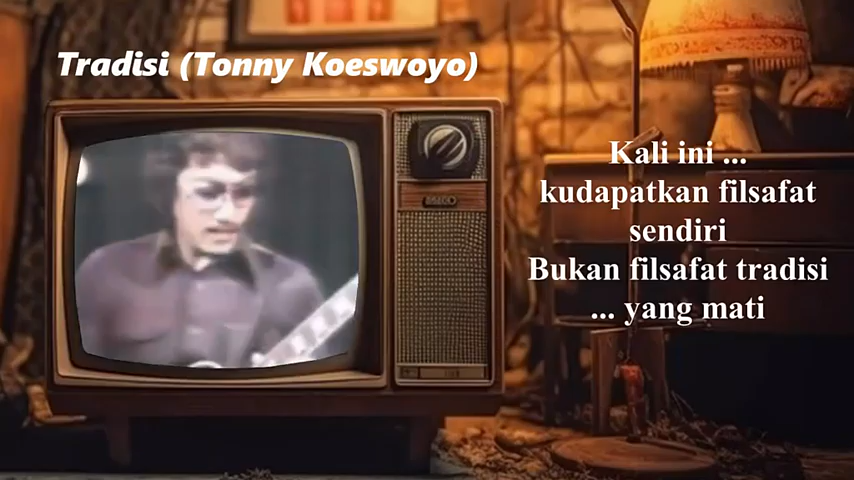 Tradisi (Tonny Koeswoyo)
Kali ini ...
kudapatkan filsafat
sendiri
Bukan filsafat tradisi
... yang mati